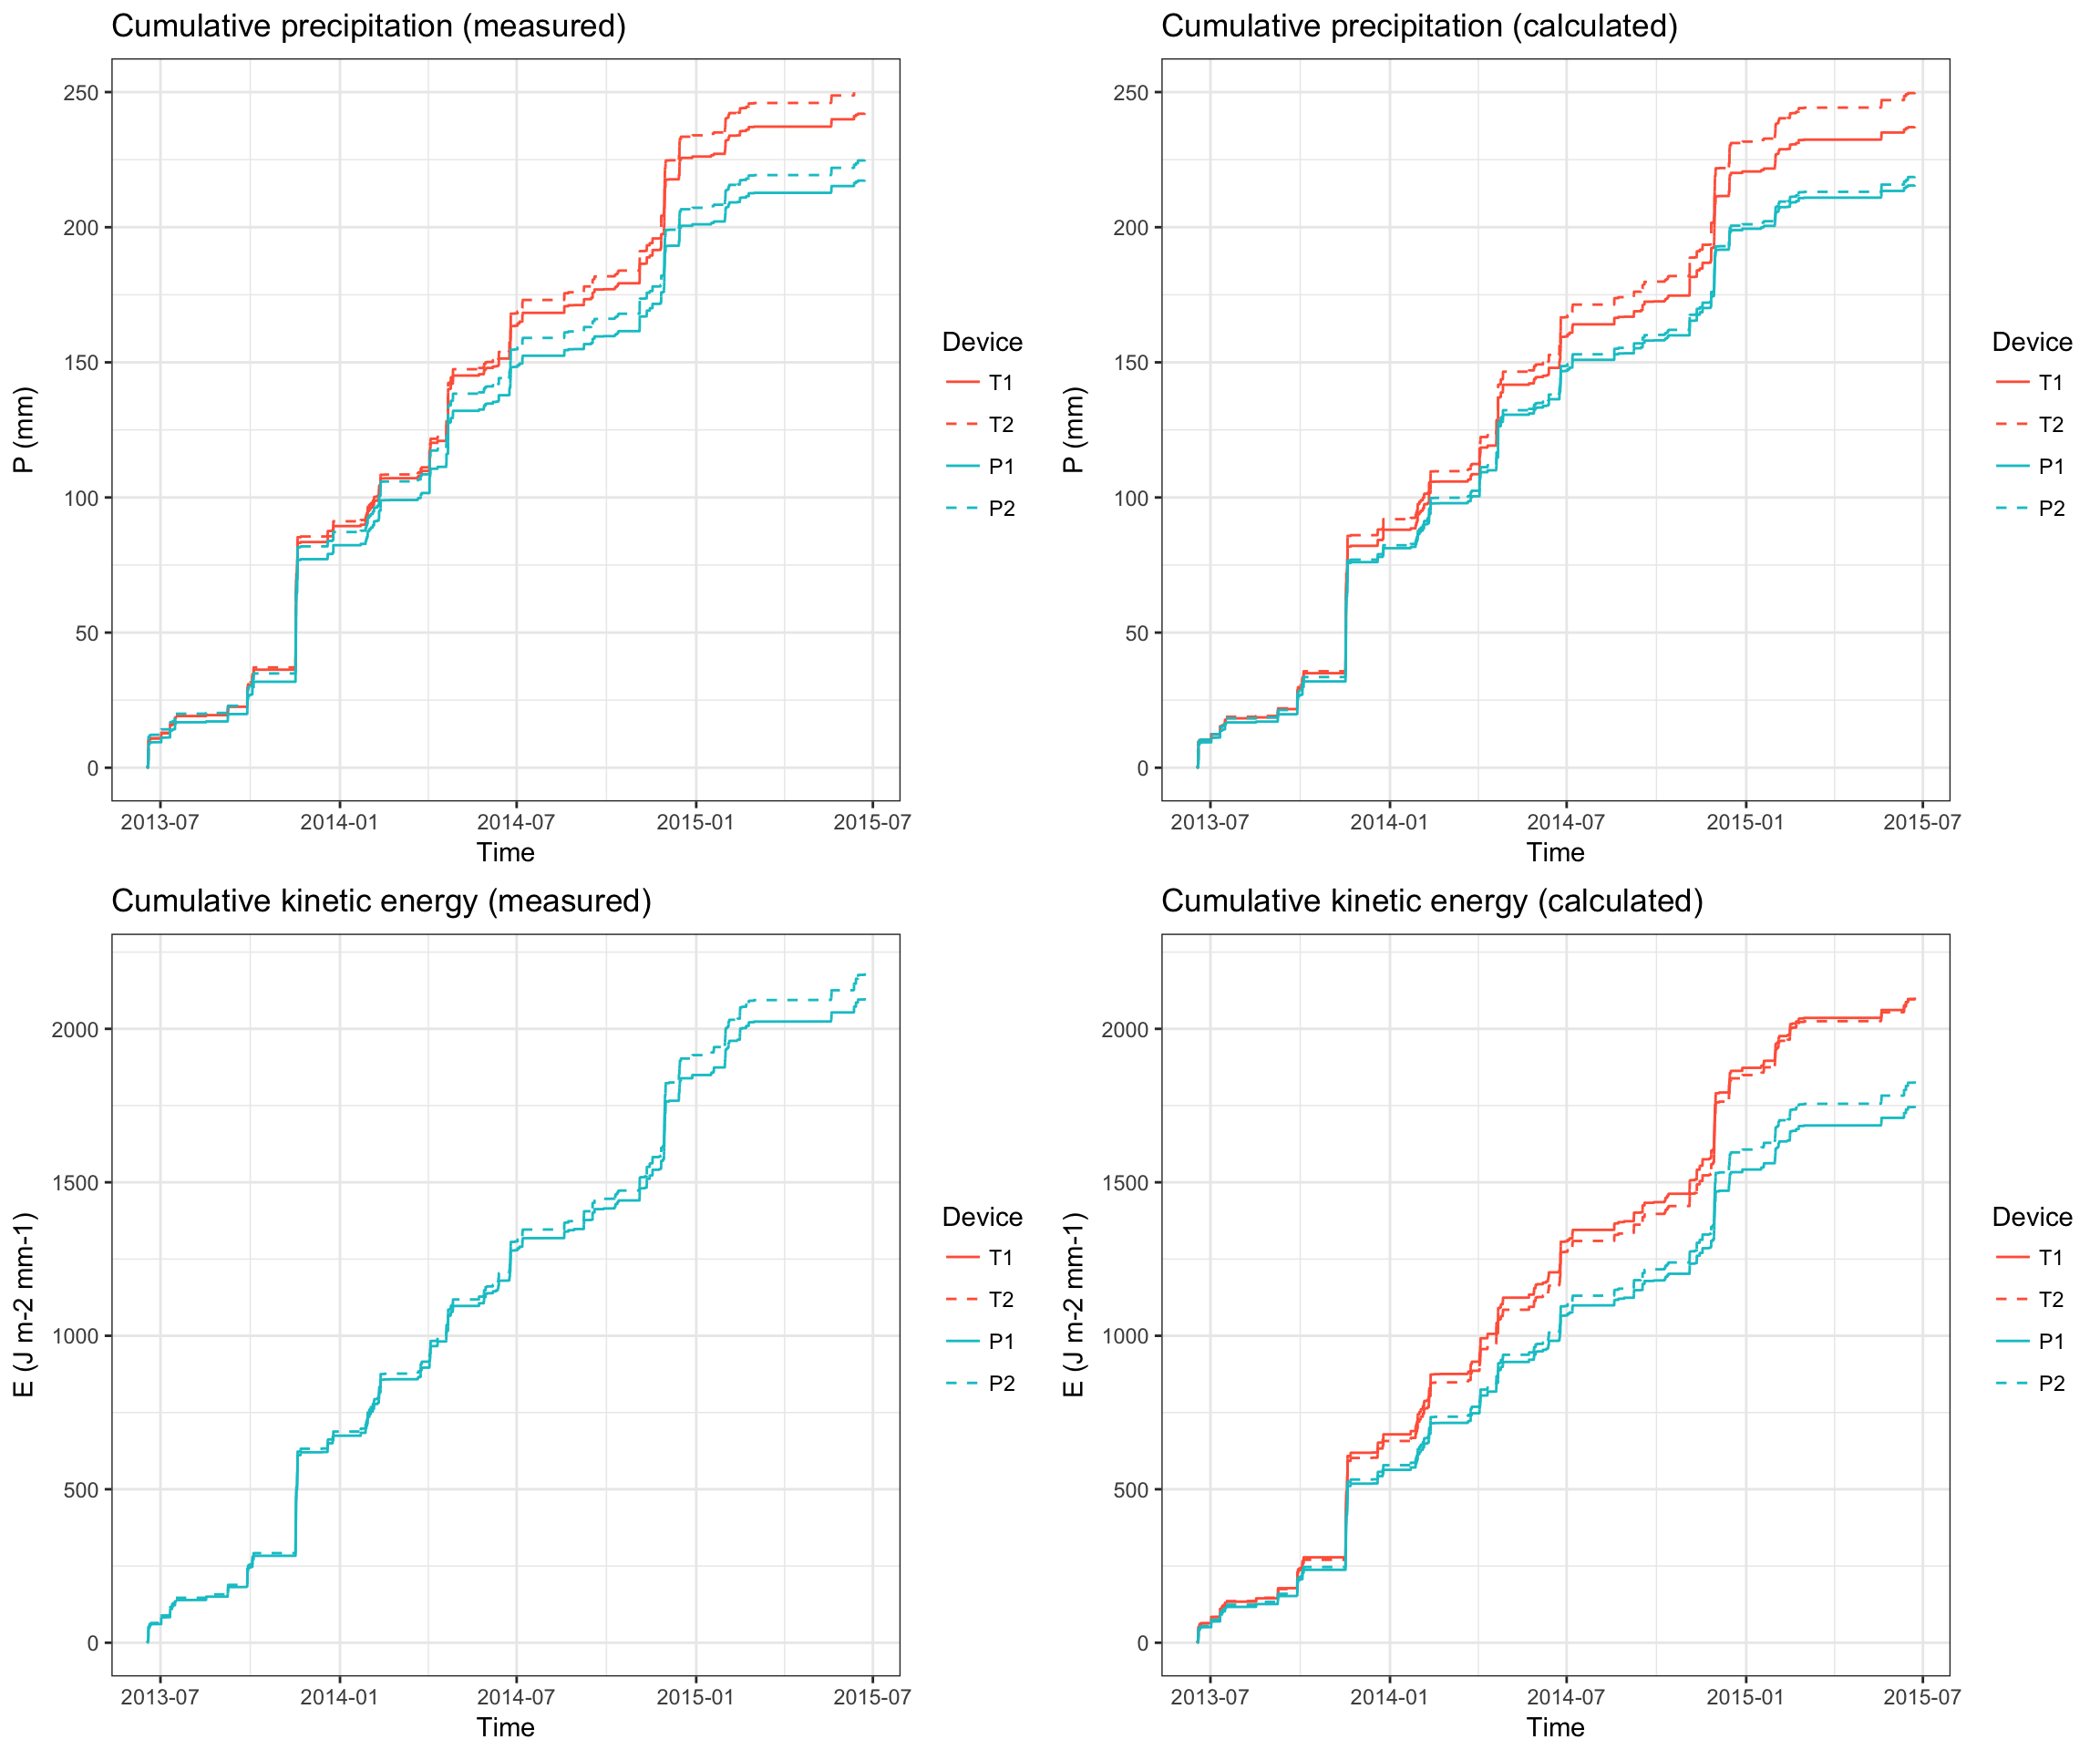 Cumulative precipitation (measured)
P (mm)
250
200
150
100
50
0
2013-07 2014-01 2014-07 2015-01 2015-07
Time
Device
T1
T2
P1
P2
Cumulative precipitation (calculated)
P (mm)
250
200
150
100
50
0
2013-07 2014-01 2014-07 2015-01 2015-07
Time
Device
T1
T2
P1
P2
Cumulative kinetic energy (measured)
E (J m-2 mm-1)
2000
1500
1000
500
0
2013-07 2014-01 2014-07 2015-01 2015-07
Time
Device
T1
T2
P1
P2
Cumulative kinetic energy (calculated)
E (J m-2 mm-1)
2000
1500
1000
500
0
2013-07 2014-01 2014-07 2015-01 2015-07
Time
Device
T1
T2
P1
P2